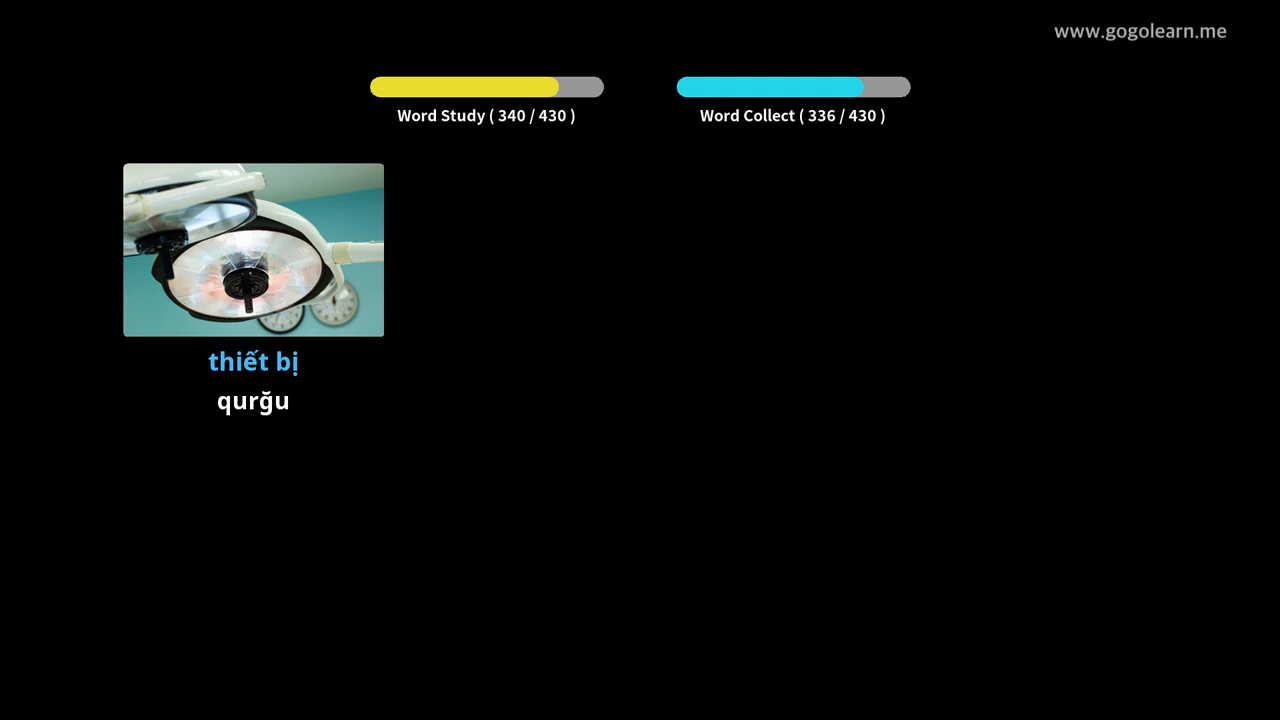 www.gogolearn.me
Word Study ( 340 / 430 )
Word Collect ( 336 / 430 )
thiết bị
qurğu